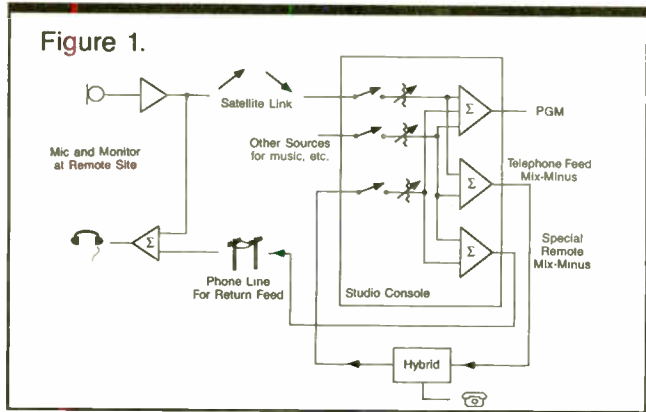 Figure 1.
Satellite Link
Mic and Monitor
at Remote Site
Other Sources
for music, etc.
Σ
PGM
Telephone Feed
Mix-Minus
Σ
Special
Remote
Mix-Minus
Σ
Σ
Phone Line
For Return Feed
Studio Console
Hybrid